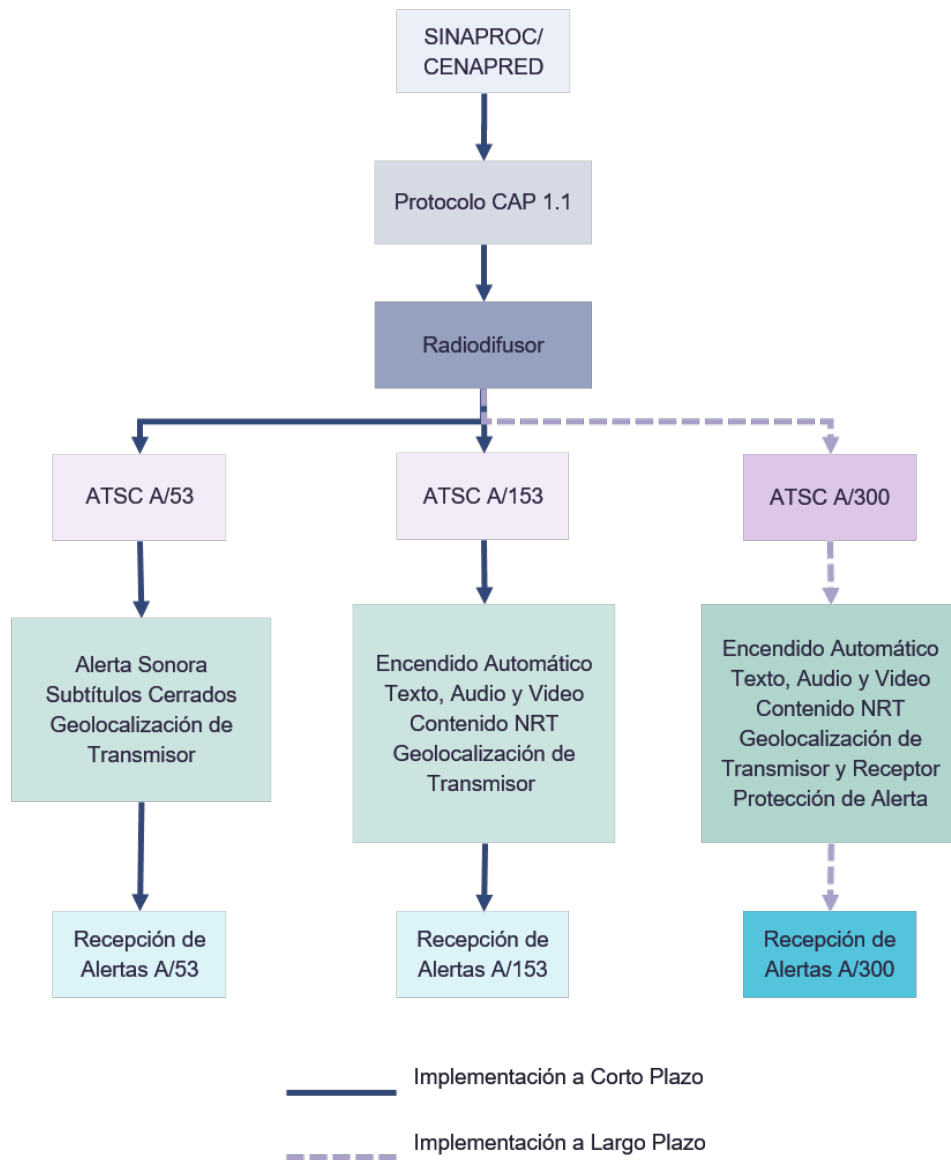 SINAPROC/
CENAPRED
Protocolo CAP 1.1
Radiodifusor
ATSC A/53
ATSC A/153
ATSC A/300
Alerta Sonora
Subtítulos Cerrados
Geolocalización de
Transmisor
Encendido Automático
Texto, Audio y Video
Contenido NRT
Geolocalización de
Transmisor
Encendido Automático
Texto, Audio y Video
Contenido NRT
Geolocalización de
Transmisor y Receptor
Protección de Alerta
Recepción de
Alertas A/53
Recepción de
Alertas A/153
Recepción de
Alertas A/300
Implementación a Corto Plazo
Implementación a Largo Plazo